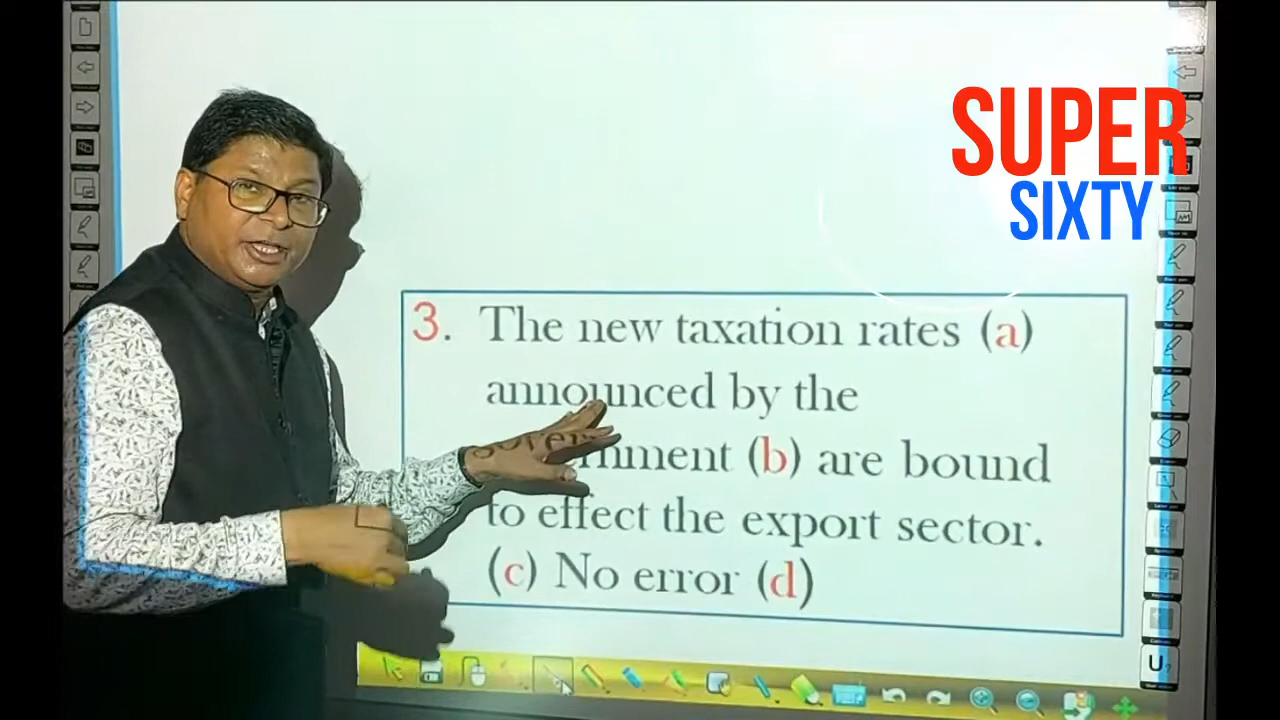 SUPER
SIXTY
3. The new taxation rates (a)
announced by the
government (b) are bound
to effect the export sector.
(c) No error (d)